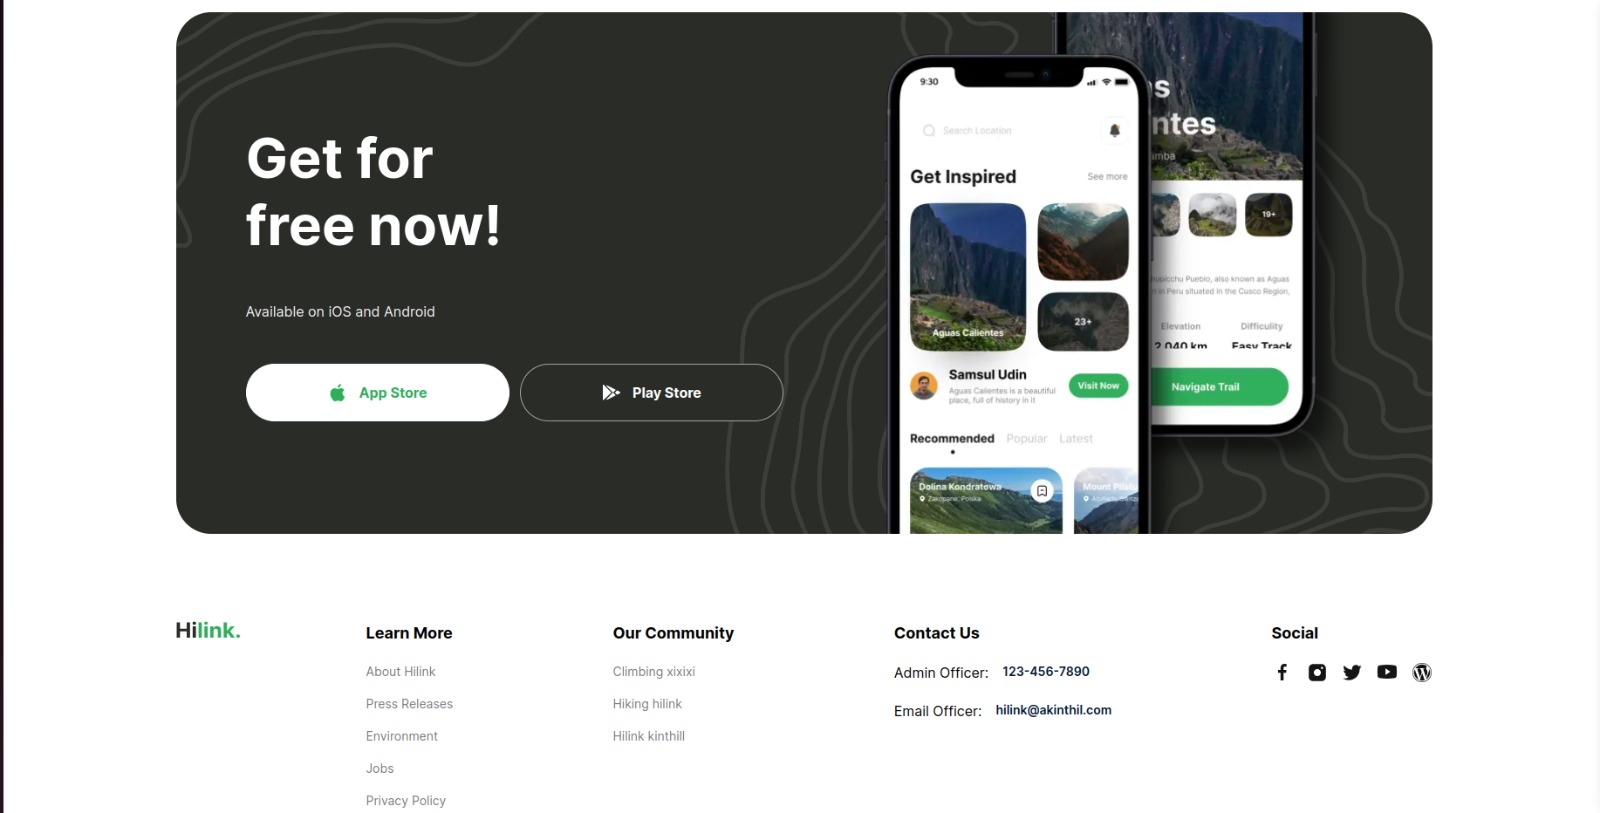 Get for
free now!
Available on iOS and Android
App Store
Play Store
9:30
Search Location
Get Inspired
See more
Aguas Calientes
23+
Samsul Udin
Aguas Calientes is a beautiful
place, full of history in it
Visit Now
Recommended
Popular
Latest
Dolina Kondratowa
Zakopane, Polska
Mount
s
ntes
mba
19+
Pueblo, also known as Aguas
in Peru situated in the Cusco Region,
Elevation
Difficulity
2.040 km
Easy Track
Navigate Trail
Hilink.
Learn More
About Hilink
Press Releases
Environment
Jobs
Privacy Policy
Our Community
Climbing xixixi
Hiking hilink
Hilink kinthill
Contact Us
Admin Officer: 123-456-7890
Email Officer: hilink@akinthil.com
Social